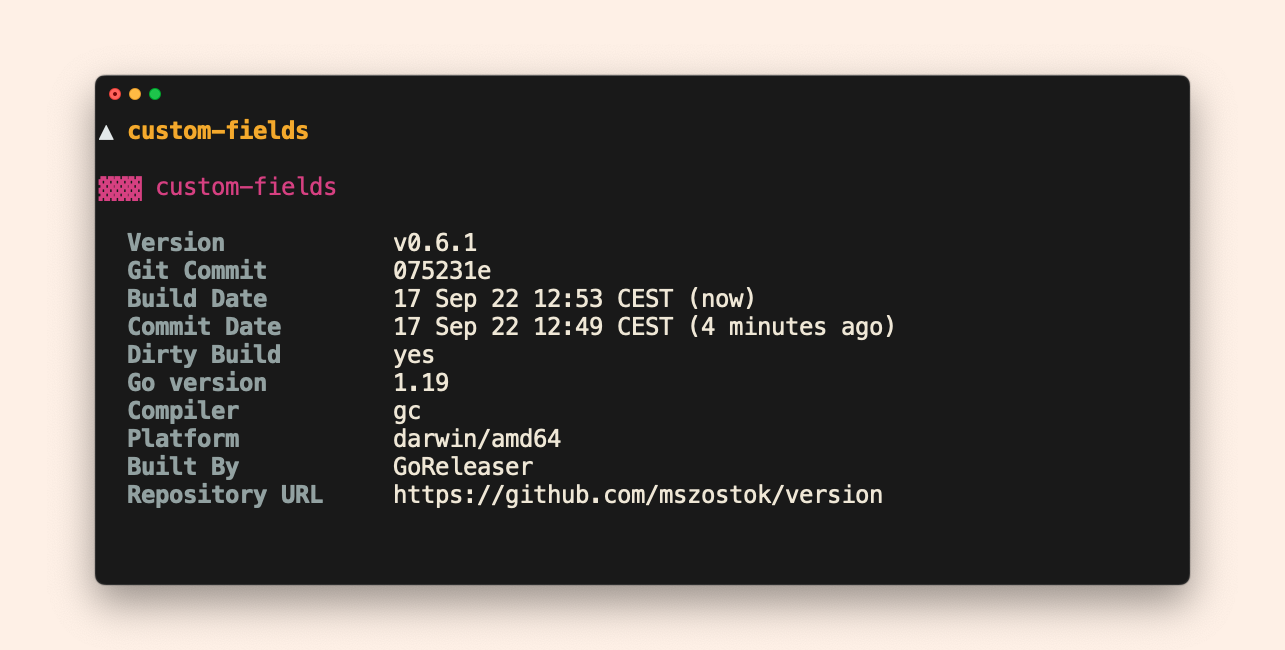 ▲ custom-fields
▓▓▓ custom-fields
Version v0.6.1
Git Commit 075231e
Build Date 17 Sep 22 12:53 CEST (now)
Commit Date 17 Sep 22 12:49 CEST (4 minutes ago)
Dirty Build yes
Go version 1.19
Compiler gc
Platform darwin/amd64
Built By GoReleaser
Repository URL https://github.com/mszostok/version